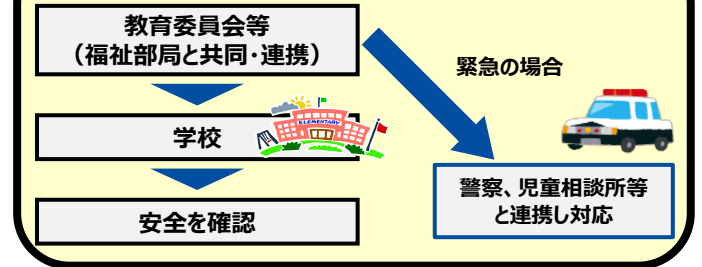 教育委員会等
（福祉部局と共同・連携）
緊急の場合
学校
ELEMENTARY
警察、児童相談所等
と連携し対応
安全を確認